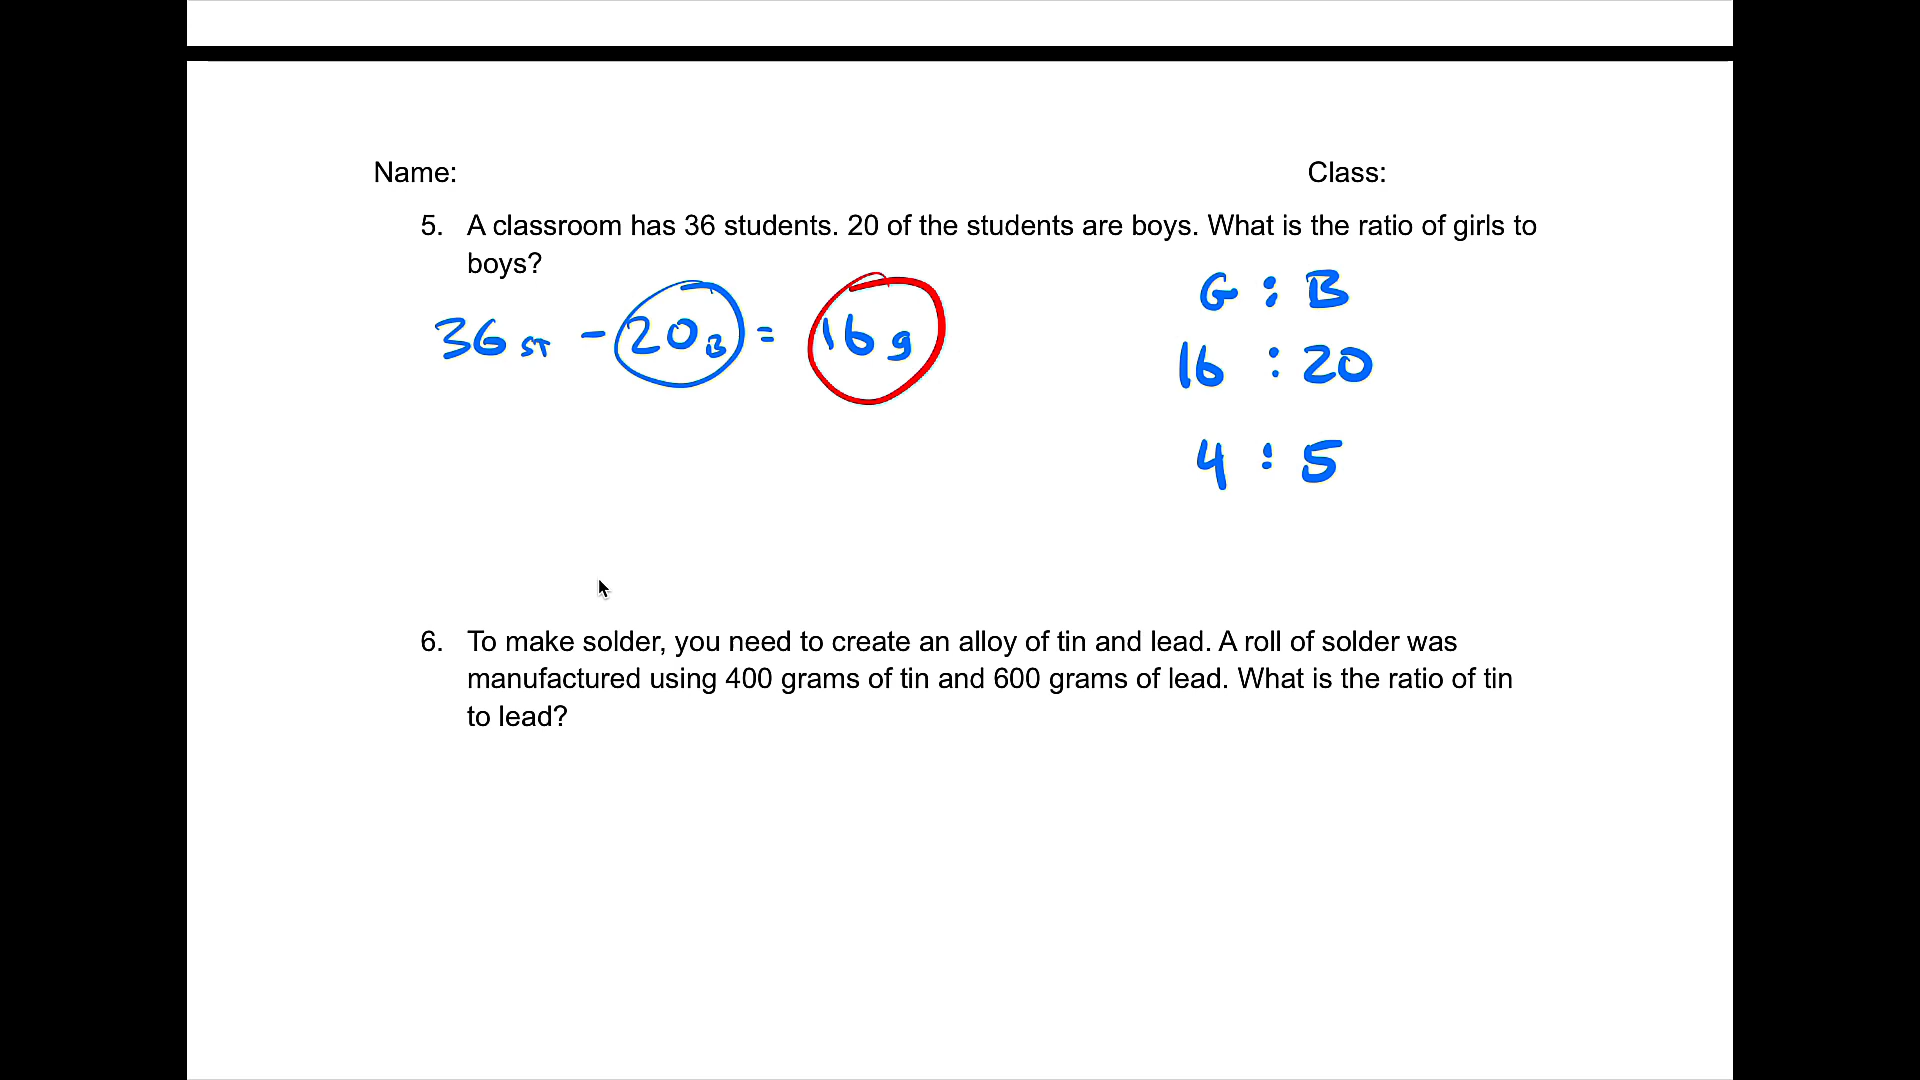 Name: Class:
5. A classroom has 36 students. 20 of the students are boys. What is the ratio of girls to
boys?
G : B
36 ST - 20 B = 16 g
16 : 20
4 : 5
6. To make solder, you need to create an alloy of tin and lead. A roll of solder was
manufactured using 400 grams of tin and 600 grams of lead. What is the ratio of tin
to lead?